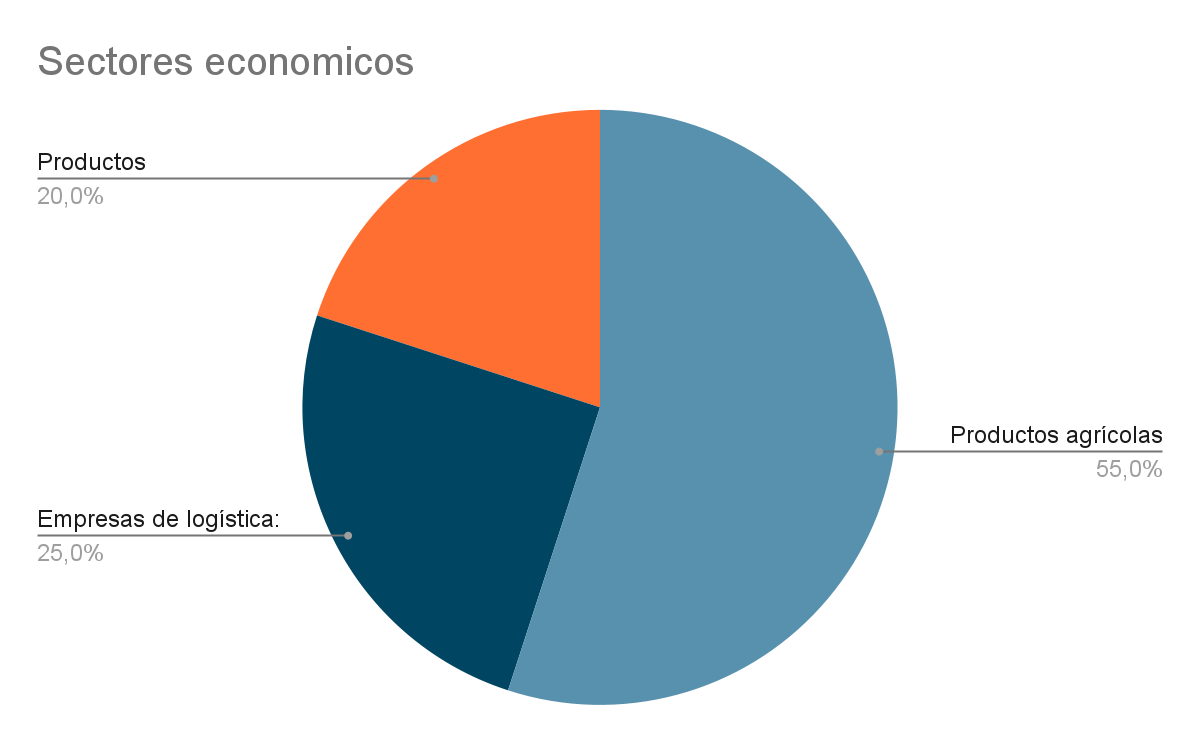 Sectores economicos
Productos
20,0%
Productos agrícolas
55,0%
Empresas de logística:
25,0%